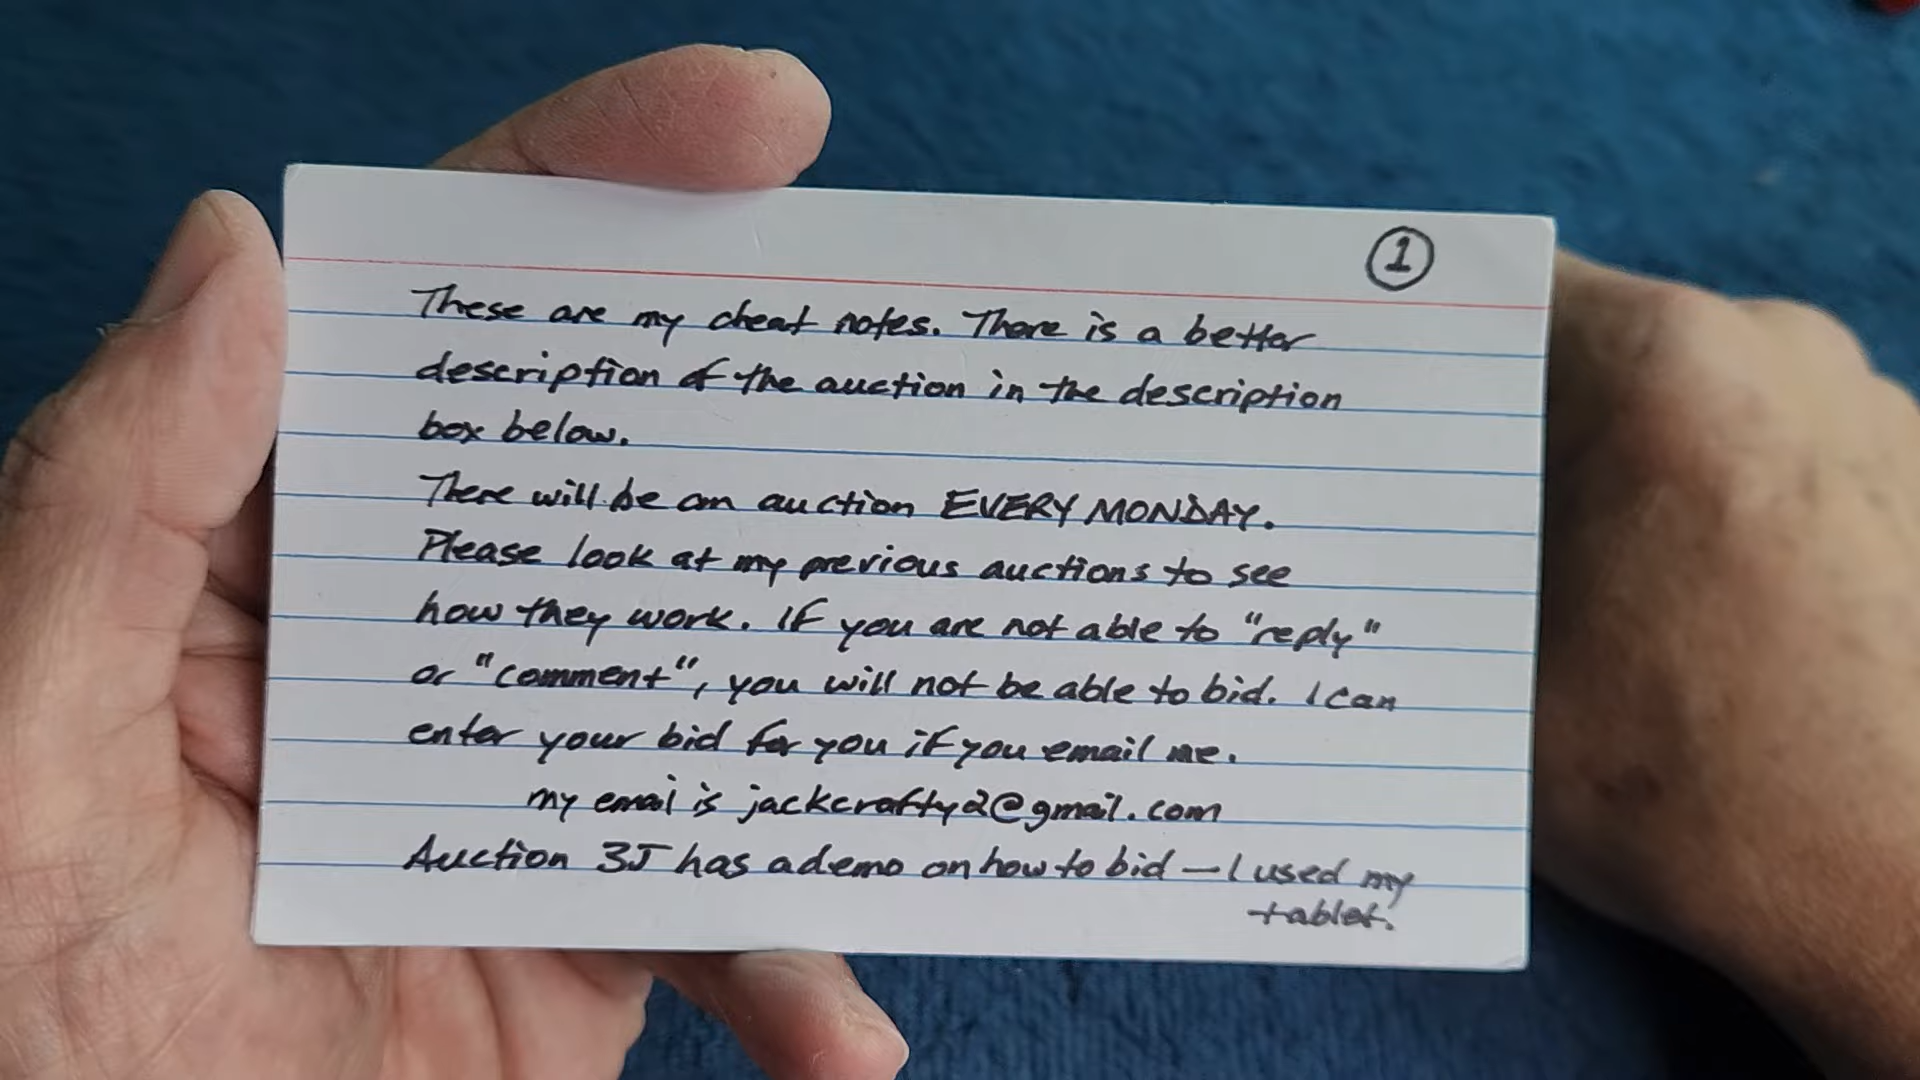 1
These are my cheat notes. There is a better
description of the auction in the description
box below.
There will be an auction EVERY MONDAY.
Please look at my previous auctions to see
how they work. If you are not able to "reply"
or "comment", you will not be able to bid. I can
enter your bid for you if you email me.
my email is jackcrafty2@gmail.com
Auction 3J has a demo on how to bid — I used my
tablet.